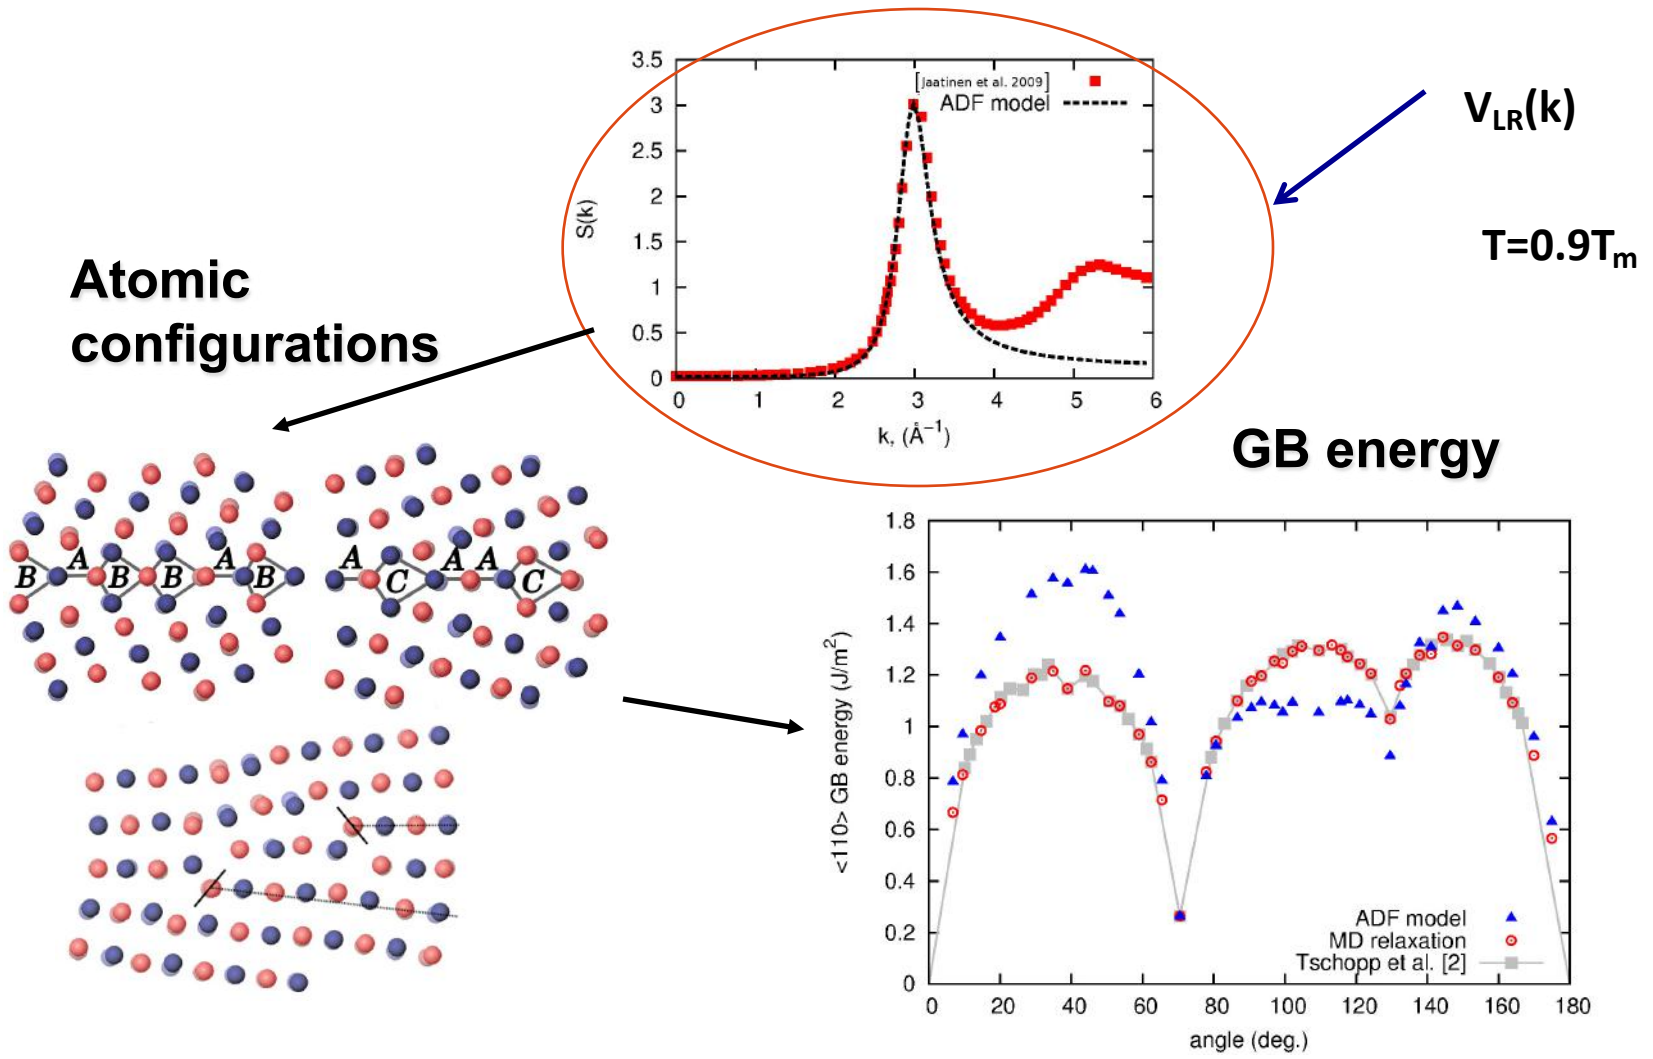 3.5
3
2.5
2
1.5
1
0.5
0
S(k)
[Jaatinen et al. 2009]
ADF model
0 1 2 3 4 5 6
k, (Å⁻¹)
V_LR(k)
T=0.9T_m
Atomic
configurations
GB energy
B A B B A B
A C A A C
1.8
1.6
1.4
1.2
1
0.8
0.6
0.4
0.2
0
<110> GB energy (J/m²)
ADF model
MD relaxation
Tschopp et al. [2]
0 20 40 60 80 100 120 140 160 180
angle (deg.)